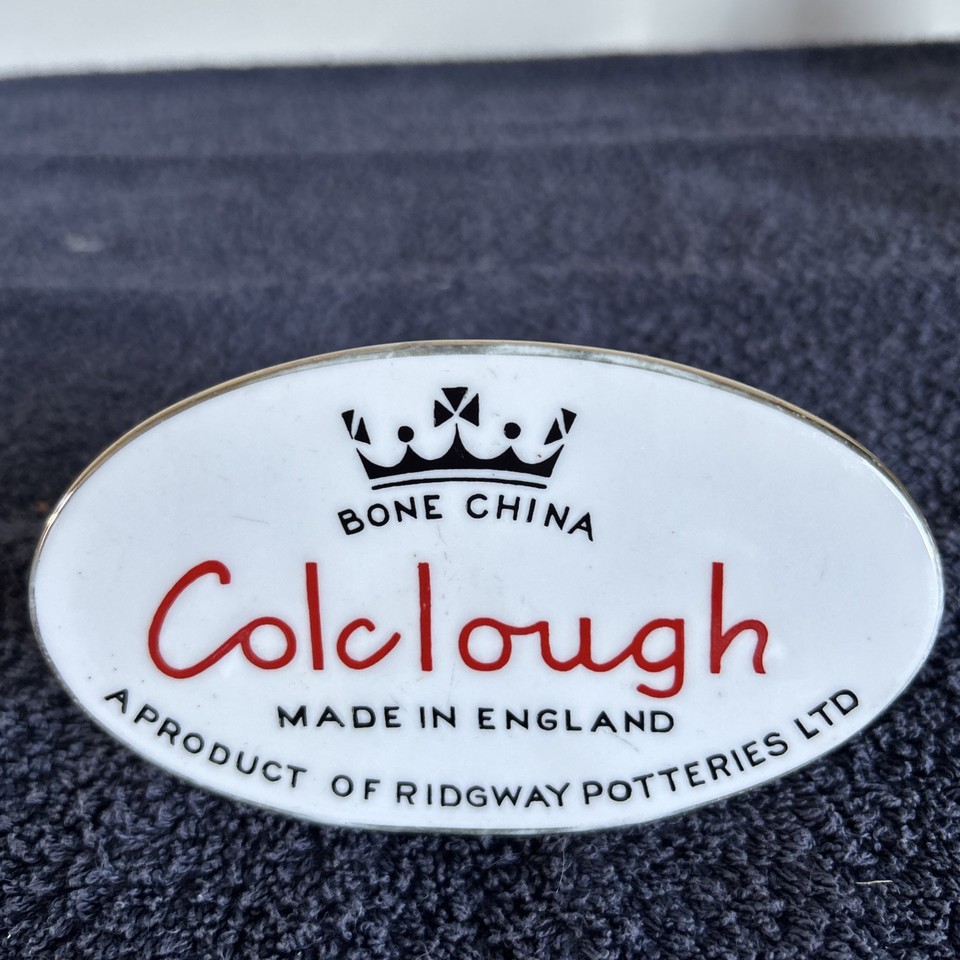 BONE CHINA
Colclough
MADE IN ENGLAND
A PRODUCT OF RIDGWAY POTTERIES LTD